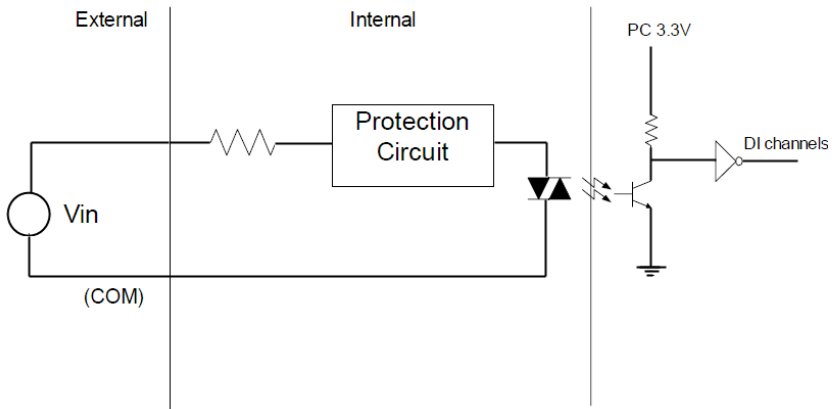 External
Internal
PC 3.3V
Protection
Circuit
DI channels
Vin
(COM)